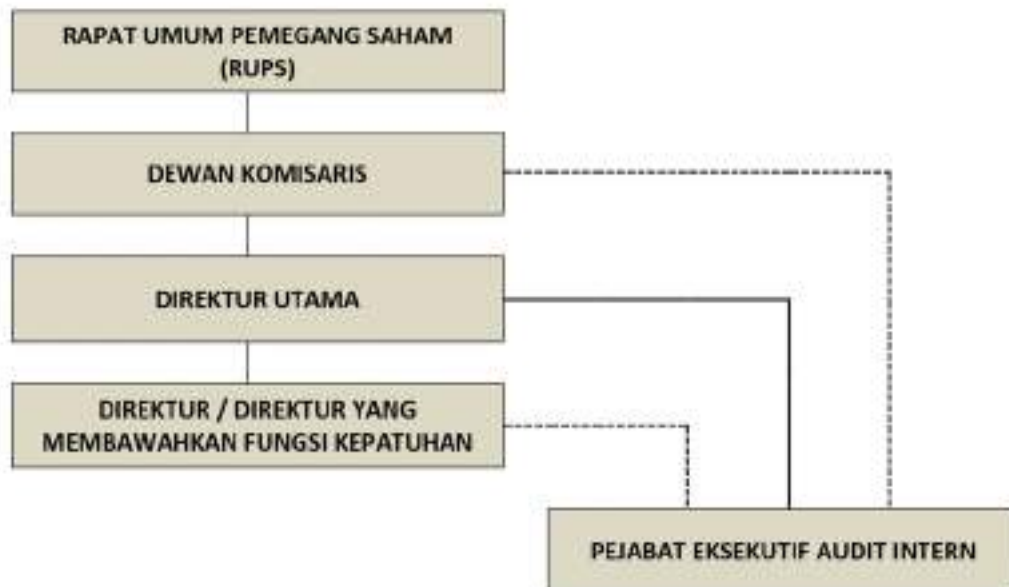 RAPAT UMUM PEMEGANG SAHAM
(RUPS)
DEWAN KOMISARIS
DIREKTUR UTAMA
DIREKTUR / DIREKTUR YANG
MEMBAWAHKAN FUNGSI KEPATUHAN
PEJABAT EKSEKUTIF AUDIT INTERN